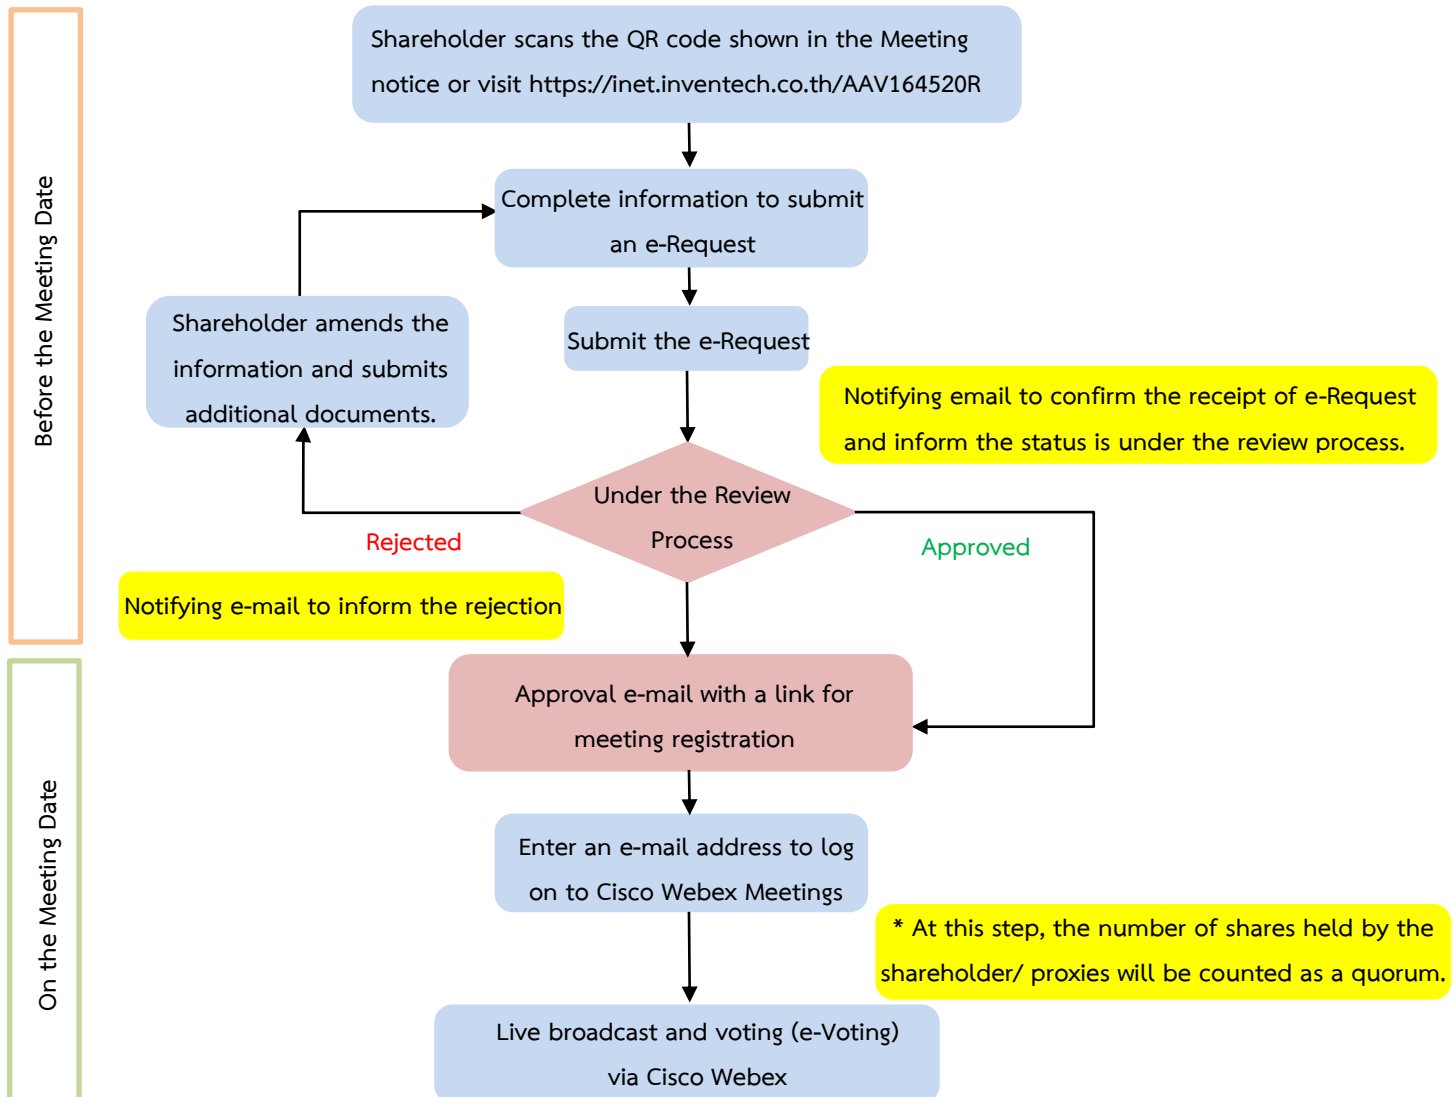 Shareholder scans the QR code shown in the Meeting
notice or visit https://inet.inventech.co.th/AAV164520R
Before the Meeting Date
Complete information to submit
an e-Request
Shareholder amends the
information and submits
additional documents.
Submit the e-Request
Notifying email to confirm the receipt of e-Request
and inform the status is under the review process.
Under the Review
Process
Rejected
Approved
Notifying e-mail to inform the rejection
On the Meeting Date
Approval e-mail with a link for
meeting registration
Enter an e-mail address to log
on to Cisco Webex Meetings
* At this step, the number of shares held by the
shareholder/ proxies will be counted as a quorum.
Live broadcast and voting (e-Voting)
via Cisco Webex